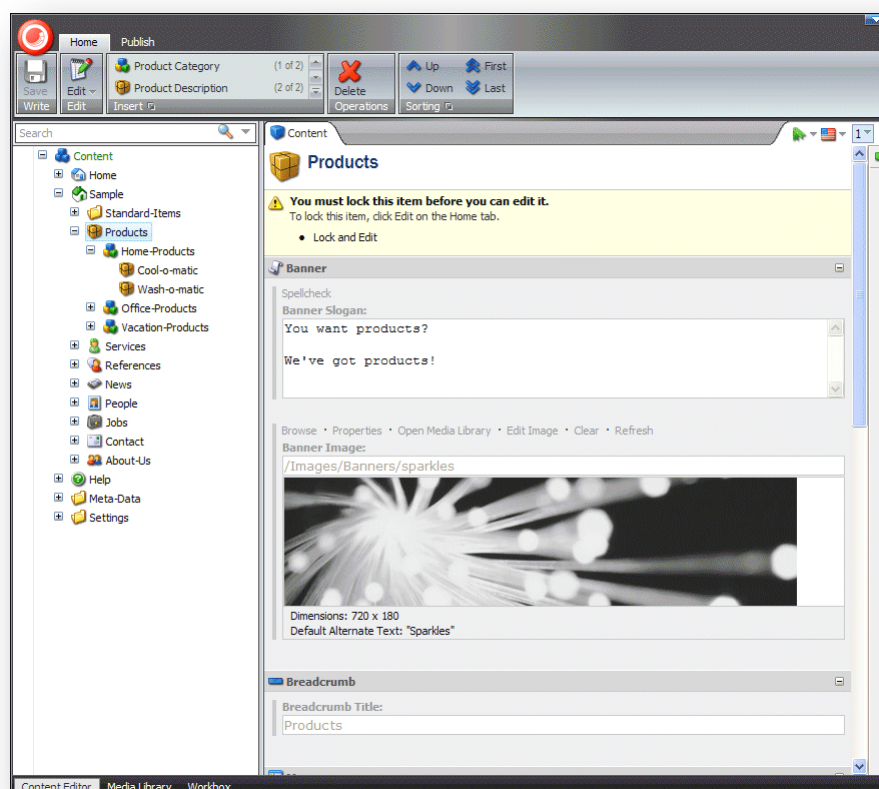 Home Publish
Save
Write
Edit
Edit
Product Category (1 of 2)
Product Description (2 of 2)
Insert
Delete
Operations
Up First
Down Last
Sorting
Search
Content
Home
Sample
Standard-Items
Products
Home-Products
Cool-o-matic
Wash-o-matic
Office-Products
Vacation-Products
Services
References
News
People
Jobs
Contact
About-Us
Help
Meta-Data
Settings
Content
1
Products
You must lock this item before you can edit it.
To lock this item, click Edit on the Home tab.
• Lock and Edit
Banner
Spellcheck
Banner Slogan:
You want products?
We've got products!
Browse • Properties • Open Media Library • Edit Image • Clear • Refresh
Banner Image:
/Images/Banners/sparkles
Dimensions: 720 x 180
Default Alternate Text: "Sparkles"
Breadcrumb
Breadcrumb Title:
Products
Content Editor Media Library Workbox